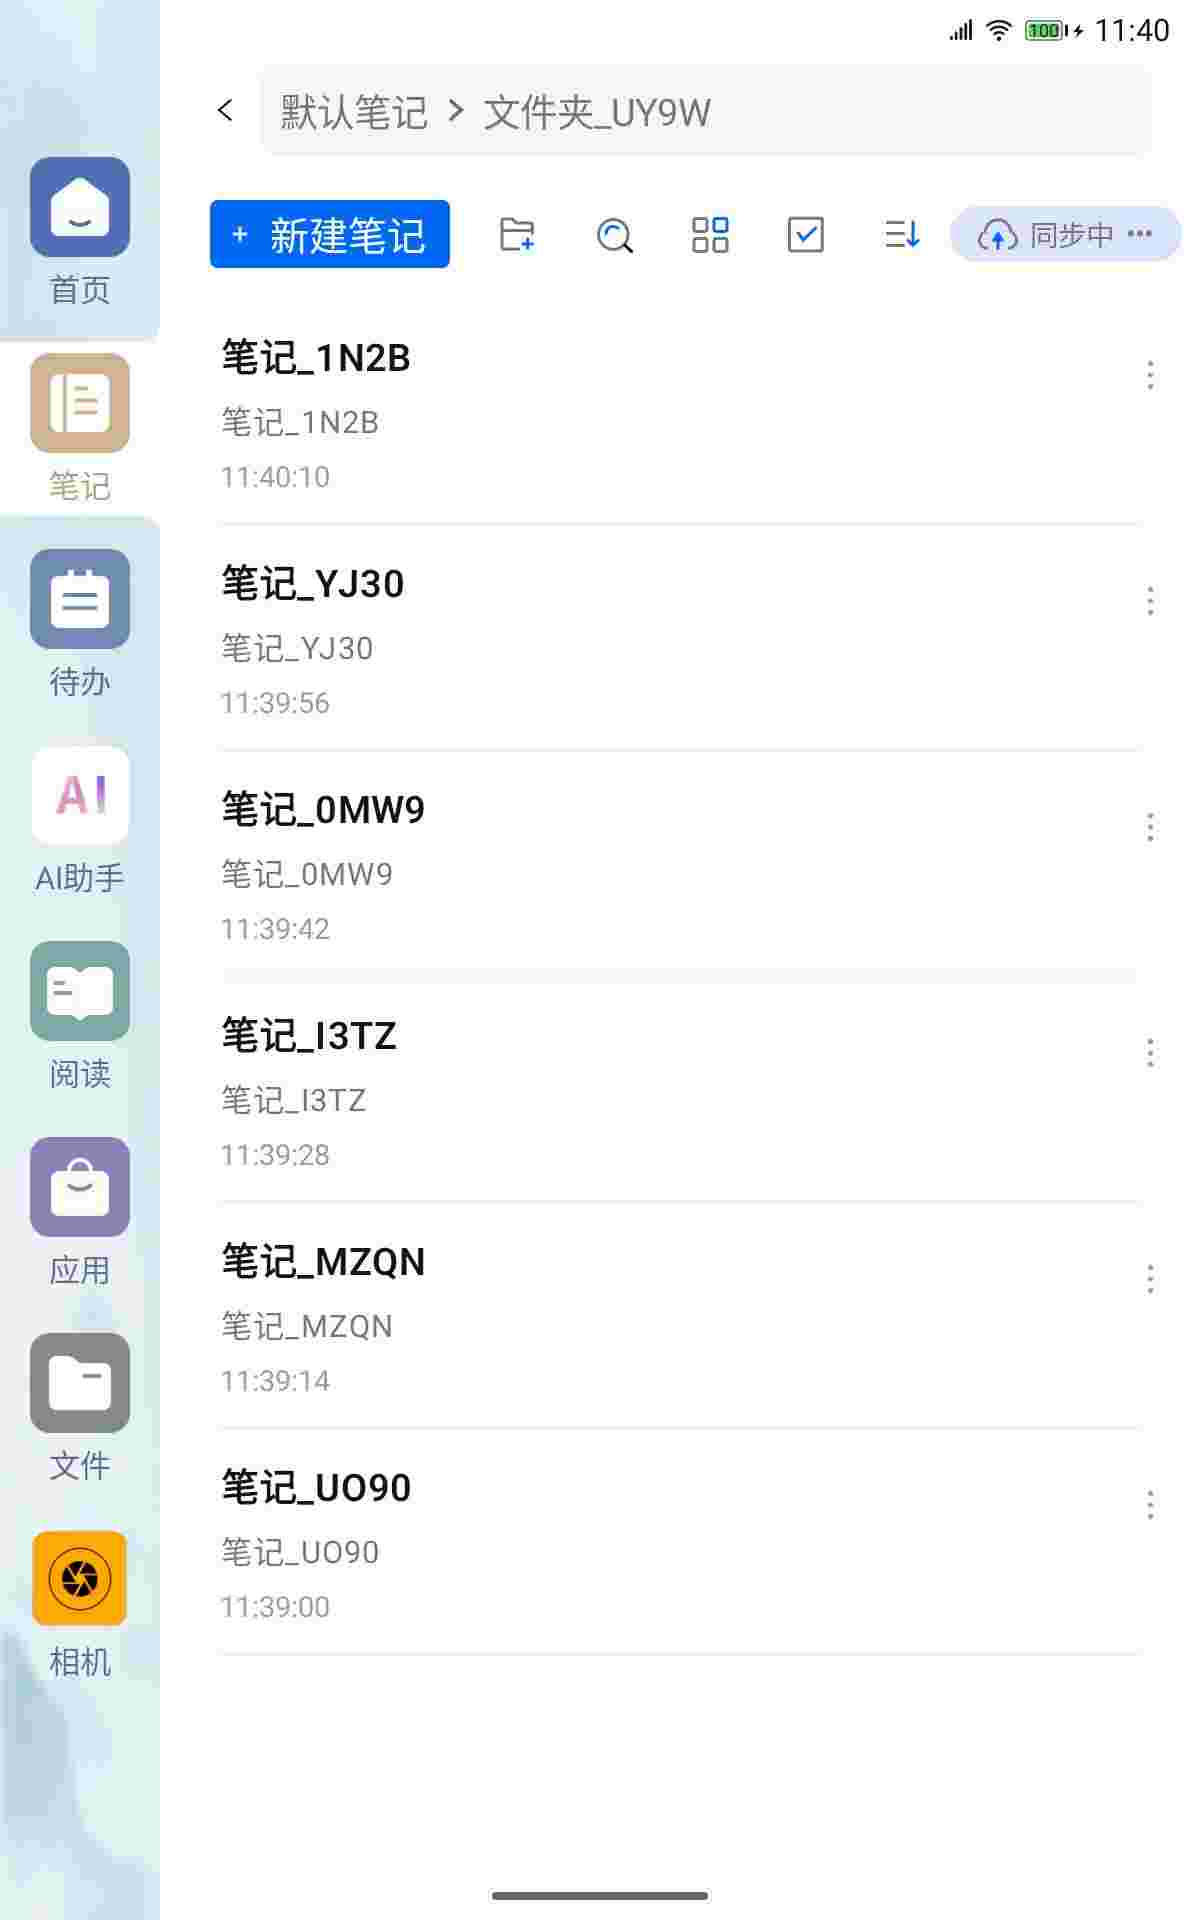 100 11:40
默认笔记 > 文件夹_UY9W
+ 新建笔记 同步中 •••
首页
笔记
待办
AI
AI助手
阅读
应用
文件
相机
笔记_1N2B
笔记_1N2B
11:40:10
笔记_YJ30
笔记_YJ30
11:39:56
笔记_0MW9
笔记_0MW9
11:39:42
笔记_I3TZ
笔记_I3TZ
11:39:28
笔记_MZQN
笔记_MZQN
11:39:14
笔记_UO90
笔记_UO90
11:39:00